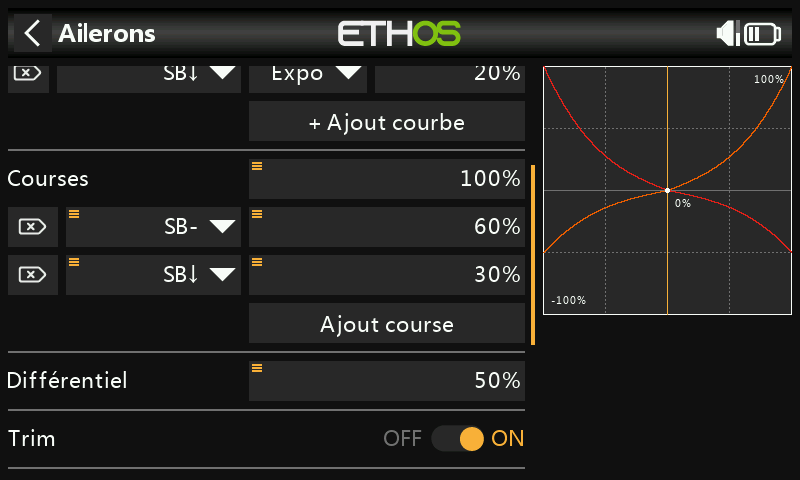 Ailerons
ETHOS
SB↓ Expo 20%
+ Ajout courbe
Courses 100%
SB- 60%
SB↓ 30%
Ajout course
Différentiel 50%
Trim OFF ON
100%
0%
-100%